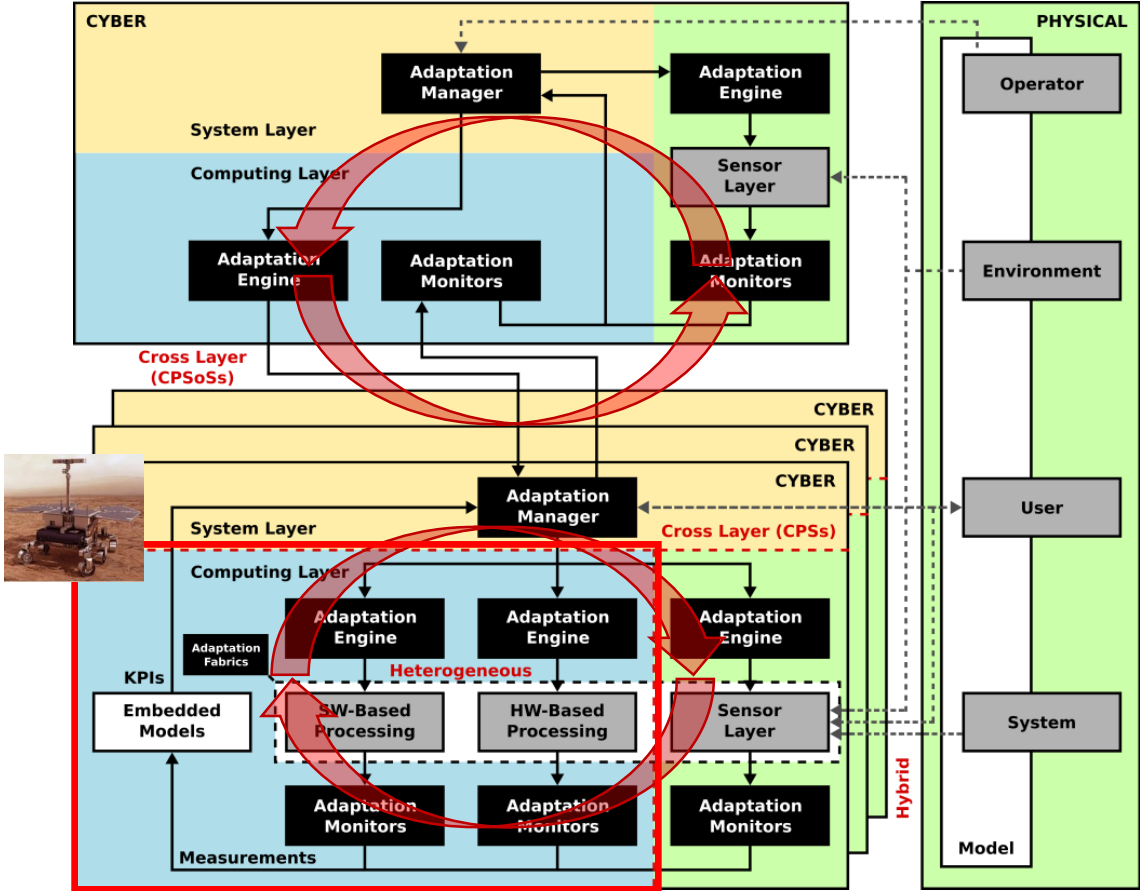 CYBER
PHYSICAL
Adaptation
Manager
Adaptation
Engine
Operator
System Layer
Computing Layer
Sensor
Layer
Adaptation
Engine
Adaptation
Monitors
Adaptation
Monitors
Environment
Cross Layer
(CPSoSs)
CYBER
CYBER
CYBER
Adaptation
Manager
User
System Layer
Cross Layer (CPSs)
Computing Layer
Adaptation
Engine
Adaptation
Engine
Adaptation
Engine
Adaptation
Fabrics
Heterogeneous
KPIs
Embedded
Models
SW-Based
Processing
HW-Based
Processing
Sensor
Layer
System
Hybrid
Adaptation
Monitors
Adaptation
Monitors
Adaptation
Monitors
Measurements
Model